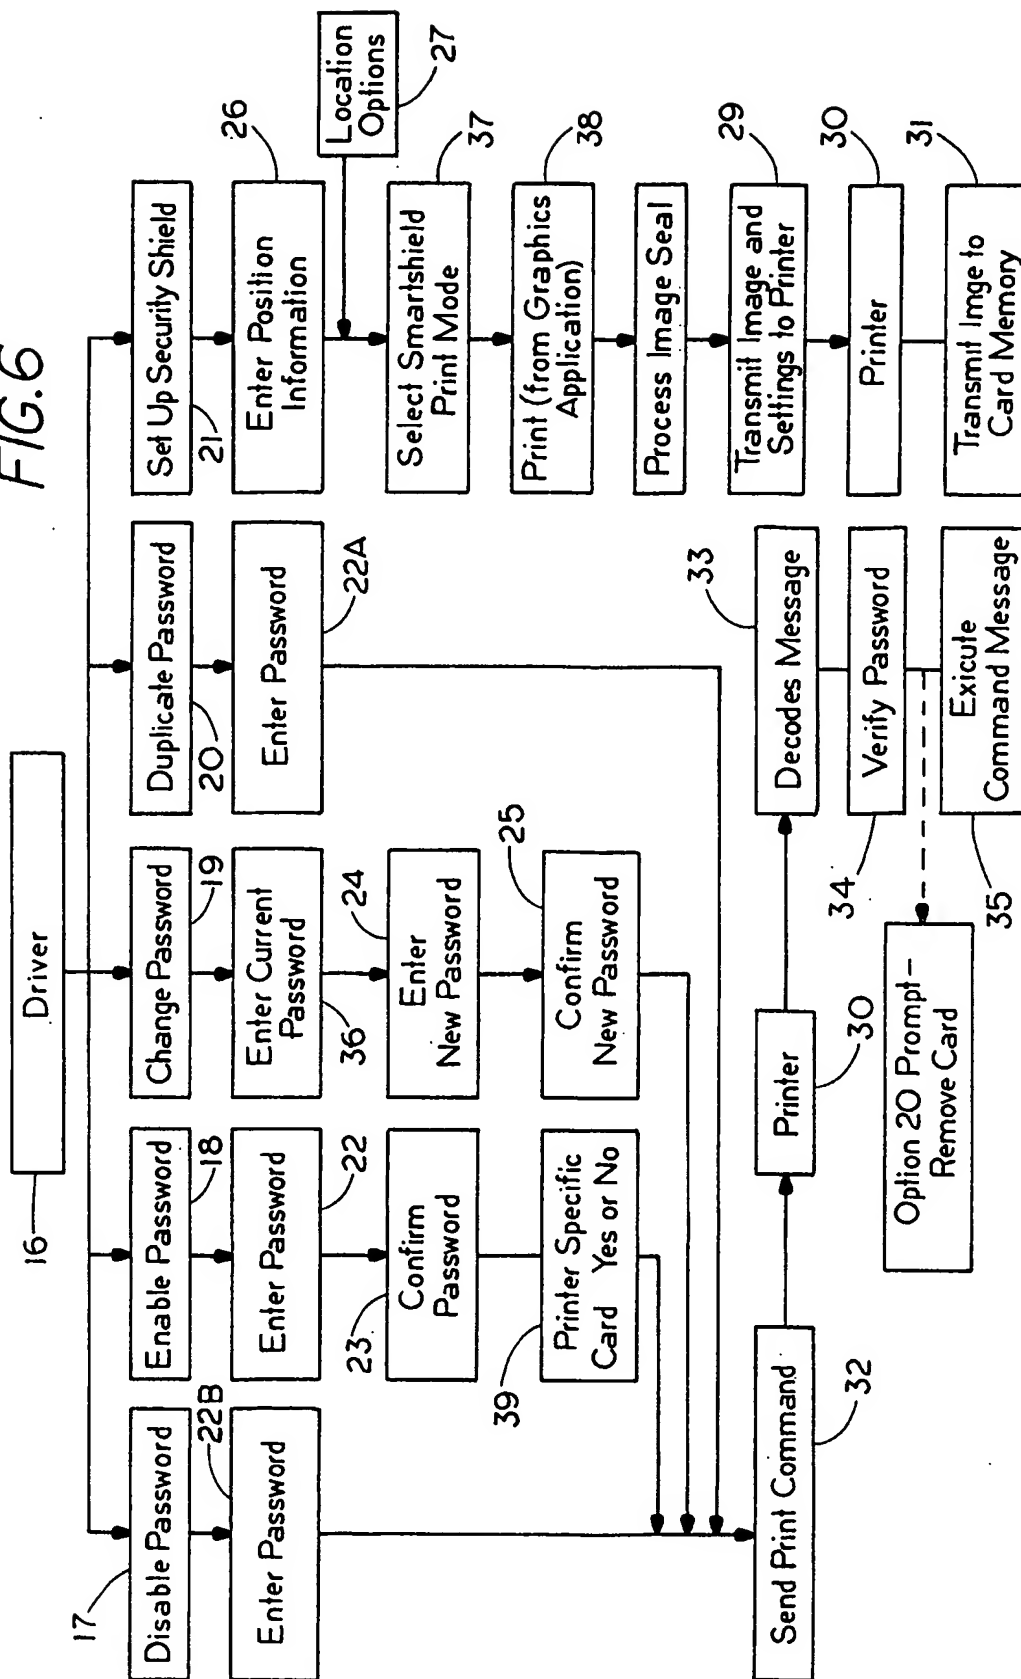 FIG.6
Driver
16
Disable Password
17
Enable Password
18
Change Password
19
Duplicate Password
20
Set Up Security Shield
21
Enter Password
22B
Enter Password
22
Enter Current
Password
36
Enter Password
22A
Enter Position
Information
26
Location
Options
27
Confirm
Password
23
Enter
New Password
24
Select Smartshield
Print Mode
37
Printer Specific
Card Yes or No
39
Confirm
New Password
25
Print (from Graphics
Application)
38
Process Image Seal
Send Print Command
32
Printer
30
Decodes Message
33
Transmit Image and
Settings to Printer
29
Verify Password
34
Printer
30
Option 20 Prompt-
Remove Card
Exicute
Command Message
35
Transmit Imge to
Card Memory
31